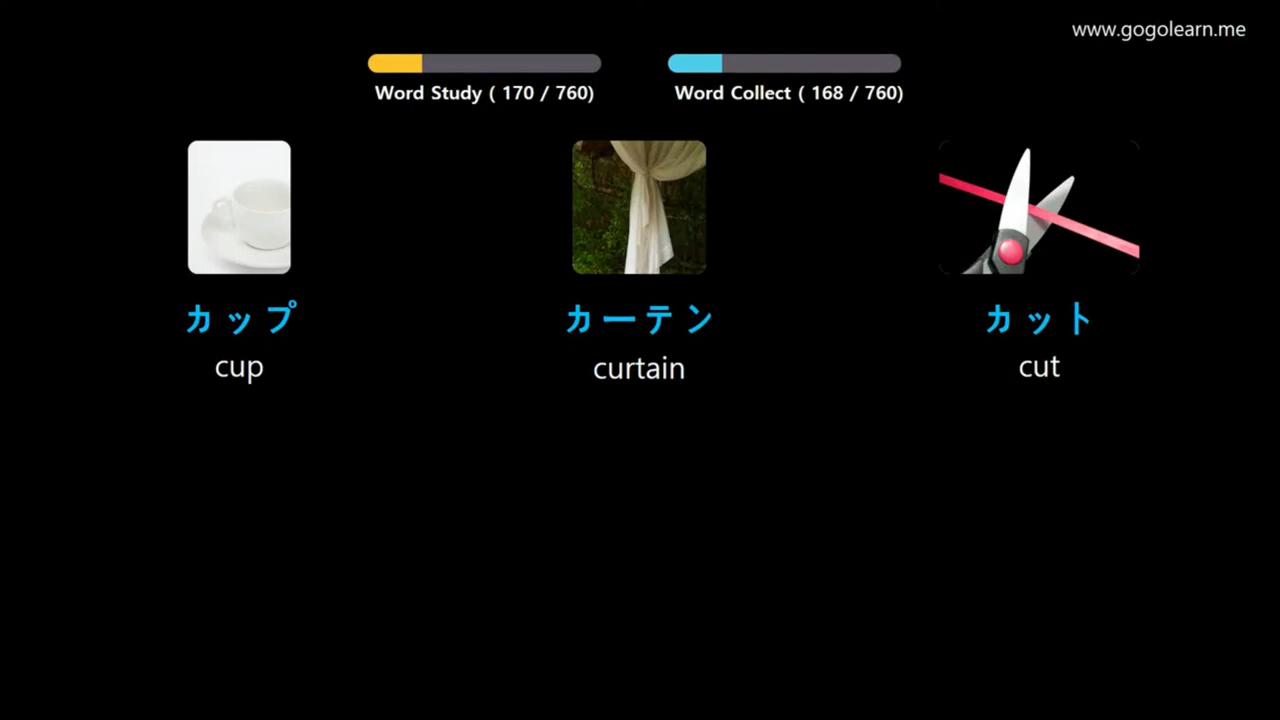 www.gogolearn.me
Word Study ( 170 / 760)
Word Collect ( 168 / 760)
カップ
カーテン
カット
cup
curtain
cut